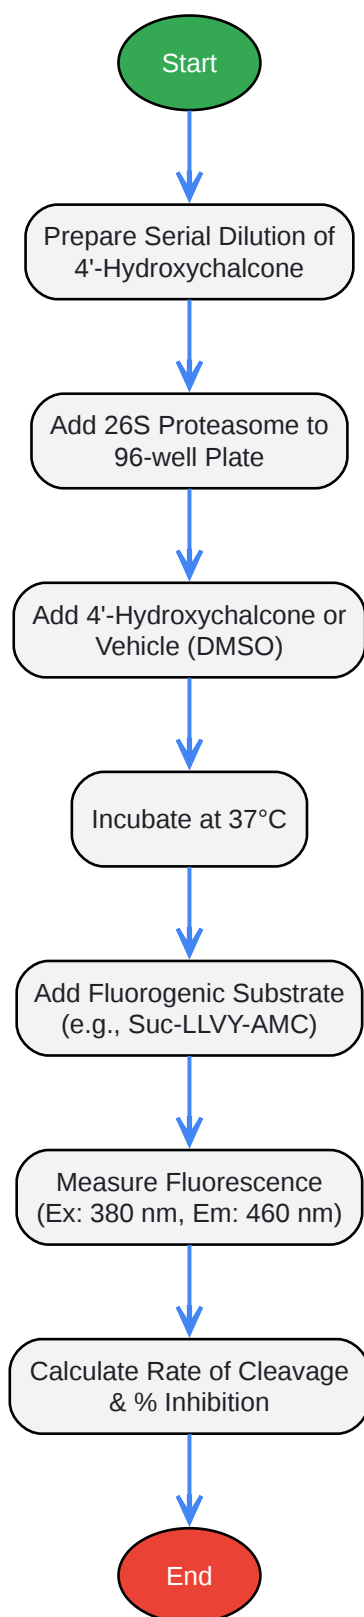 Start
Prepare Serial Dilution of
4'-Hydroxychalcone
Add 26S Proteasome to
96-well Plate
Add 4'-Hydroxychalcone or
Vehicle (DMSO)
Incubate at 37°C
Add Fluorogenic Substrate
(e.g., Suc-LLVY-AMC)
Measure Fluorescence
(Ex: 380 nm, Em: 460 nm)
Calculate Rate of Cleavage
& % Inhibition
End